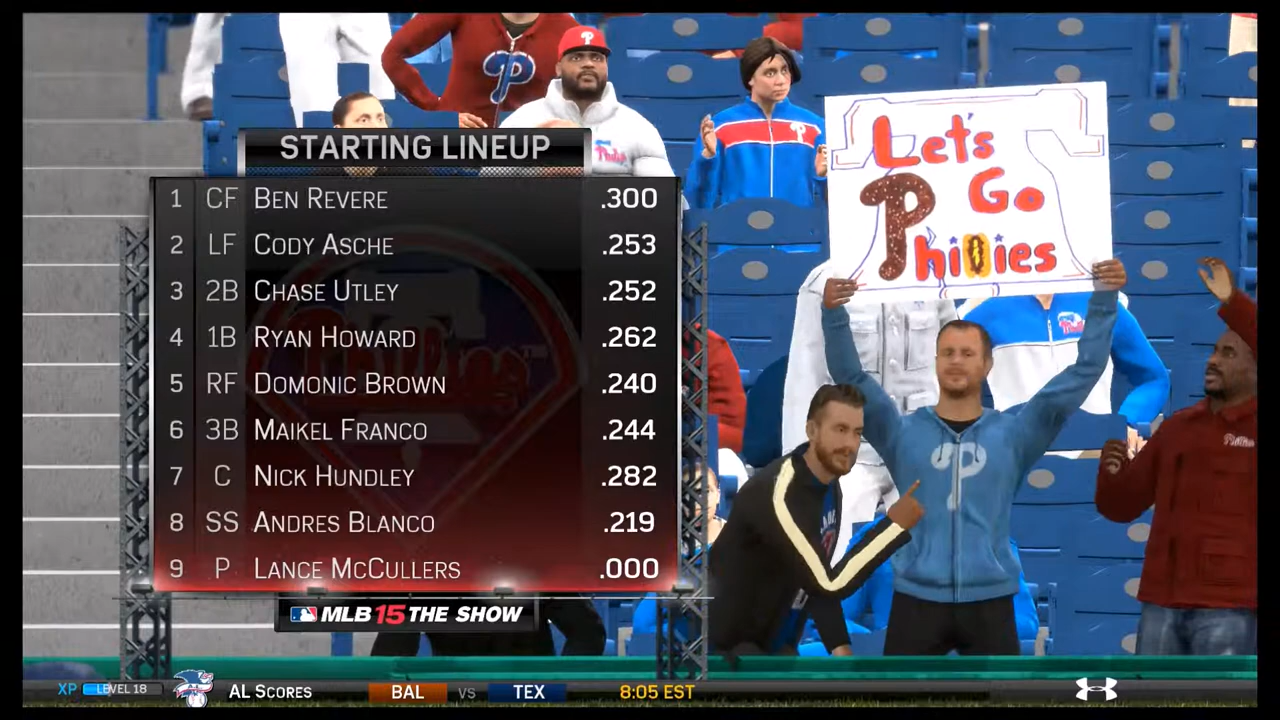 STARTING LINEUP
1 CF BEN REVERE .300
2 LF CODY ASCHE .253
3 2B CHASE UTLEY .252
4 1B RYAN HOWARD .262
5 RF DOMONIC BROWN .240
6 3B MAIKEL FRANCO .244
7 C NICK HUNDLEY .282
8 SS ANDRES BLANCO .219
9 P LANCE MCCULLERS .000
MLB 15 THE SHOW
Let's
Go
Phillies
P
P
P
Phillies
XP LEVEL 18 AL SCORES BAL VS TEX 8:05 EST